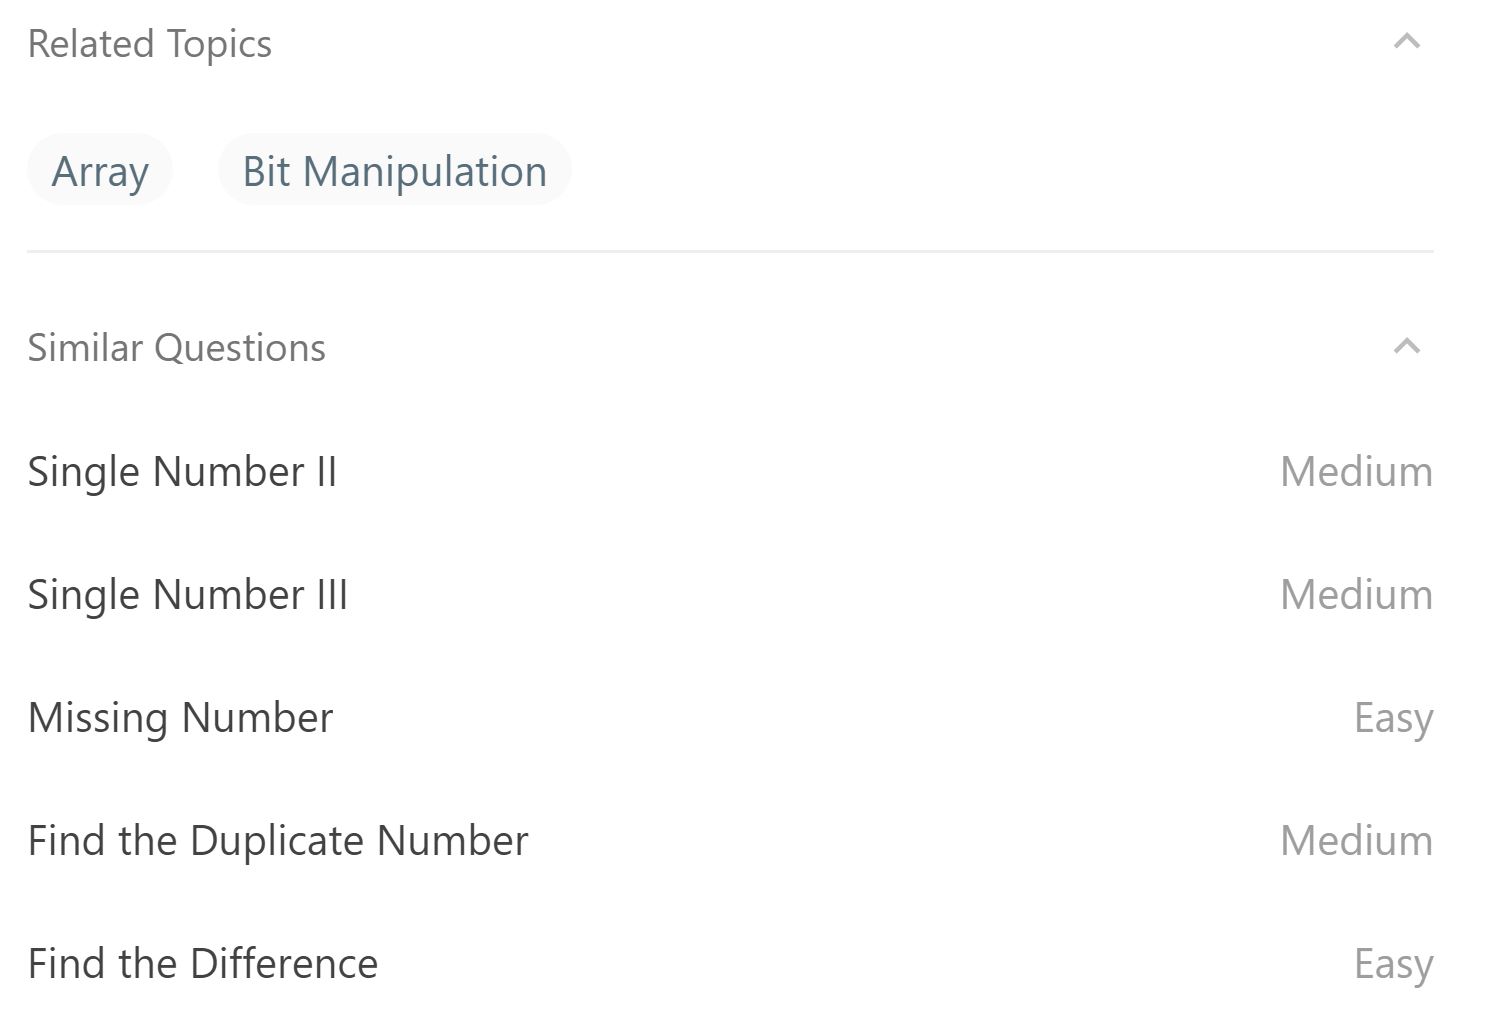 Related Topics
Array Bit Manipulation
Similar Questions
Single Number II Medium
Single Number III Medium
Missing Number Easy
Find the Duplicate Number Medium
Find the Difference Easy